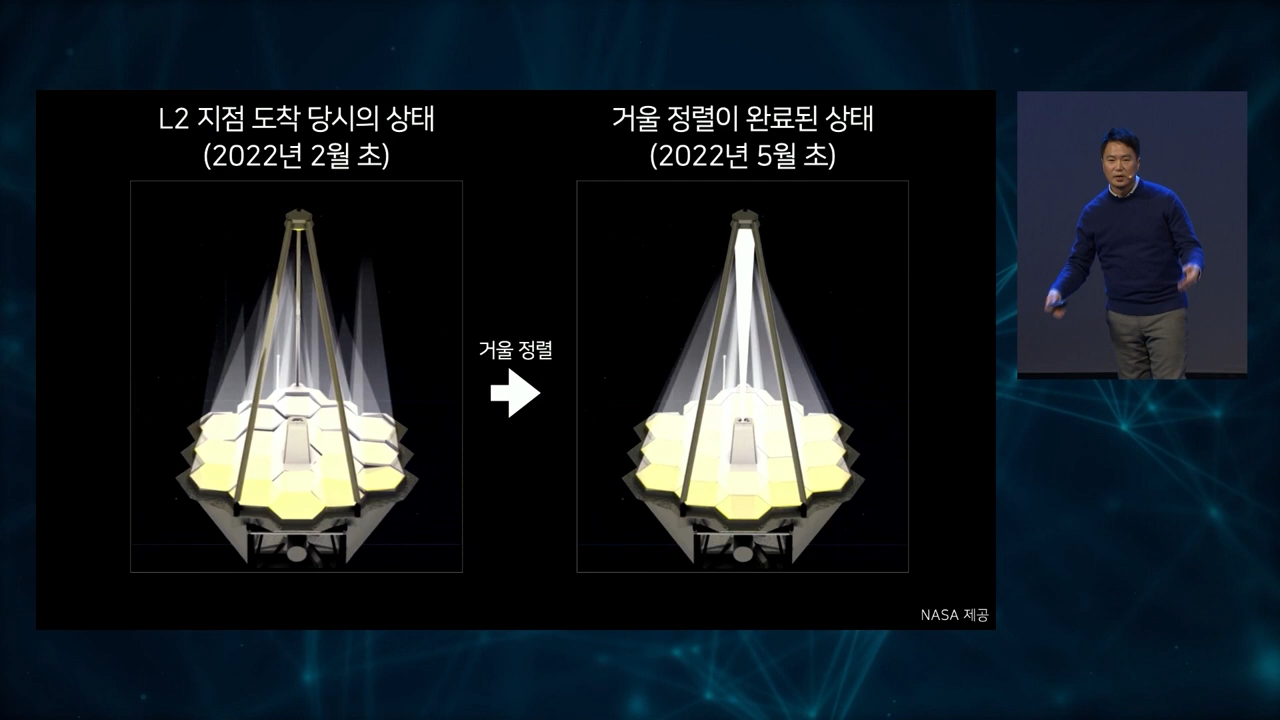 L2 지점 도착 당시의 상태
(2022년 2월 초)
거울 정렬이 완료된 상태
(2022년 5월 초)
거울 정렬
NASA 제공